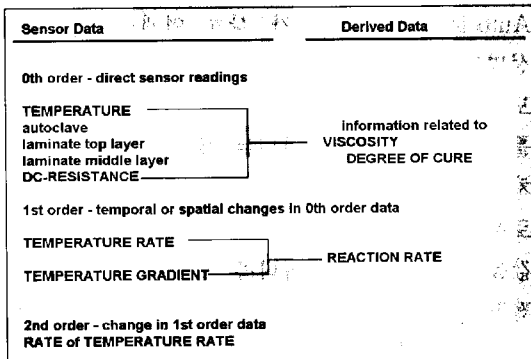 Sensor Data Derived Data
0th order - direct sensor readings
TEMPERATURE
autoclave
laminate top layer
laminate middle layer
DC-RESISTANCE
information related to
VISCOSITY
DEGREE OF CURE
1st order - temporal or spatial changes in 0th order data
TEMPERATURE RATE
TEMPERATURE GRADIENT
REACTION RATE
2nd order - change in 1st order data
RATE of TEMPERATURE RATE